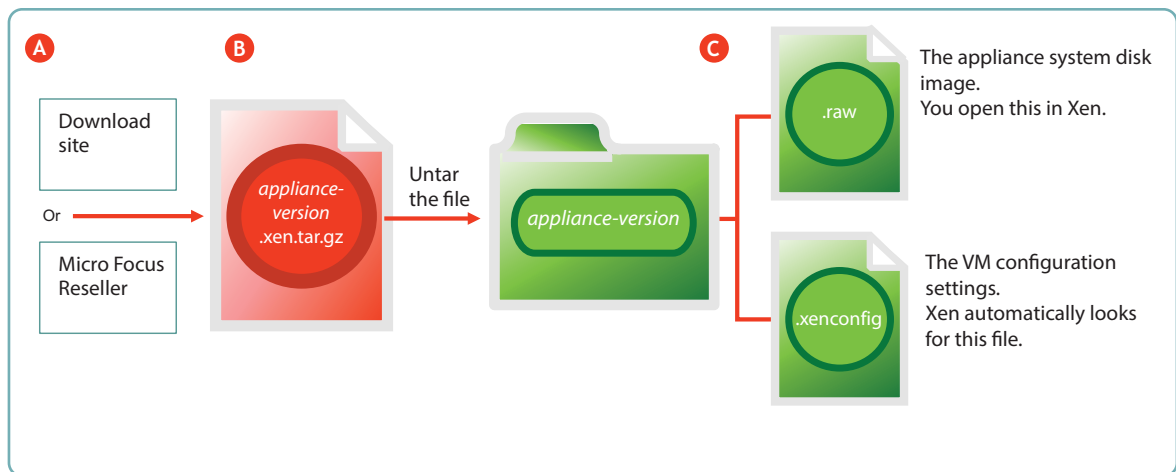 A
B
C
Download
site
Or
Micro Focus
Reseller
appliance-
version
.xen.tar.gz
Untar
the file
appliance-version
.raw
The appliance system disk
image.
You open this in Xen.
.xenconfig
The VM configuration
settings.
Xen automatically looks
for this file.